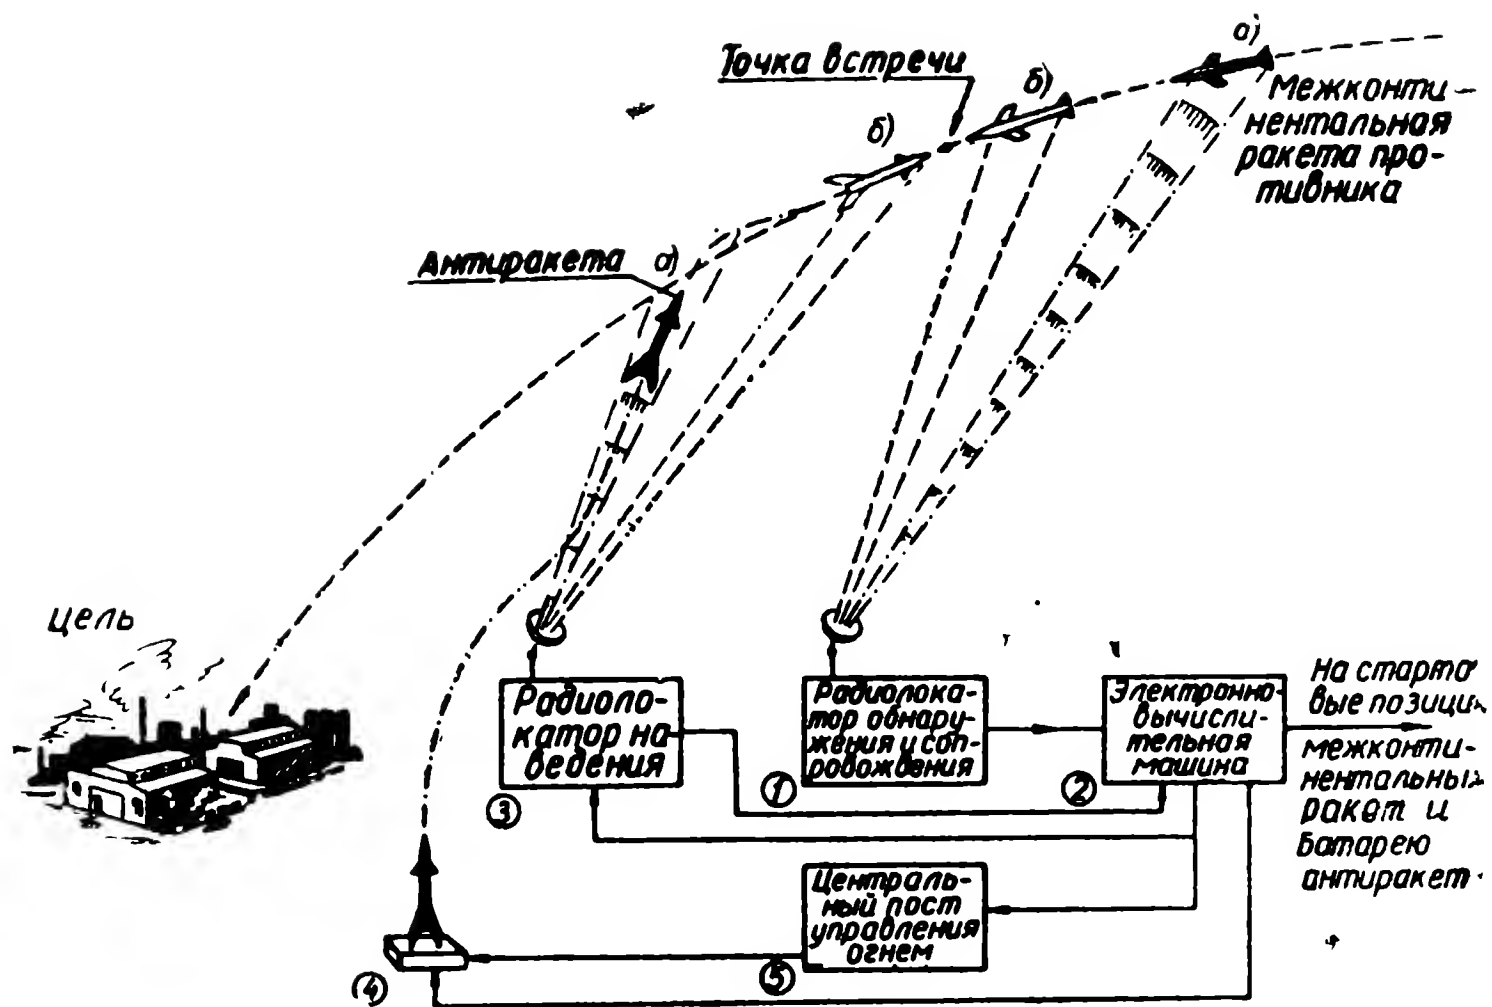 а)
Точка встречи
б)
Межконти-
нентальная
ракета про-
тивника
б)
Антиракета
а)
цель
Радиоло-
катор на
ведения
③
Радиолока-
тор обнару-
жения и соп-
ровождения
①
Электронно-
вычисли-
тельная
машина
②
На старто
вые позиции
межконти-
нентальных
ракет и
батарею
антиракет
Централь-
ный пост
управления
огнем
⑤
④